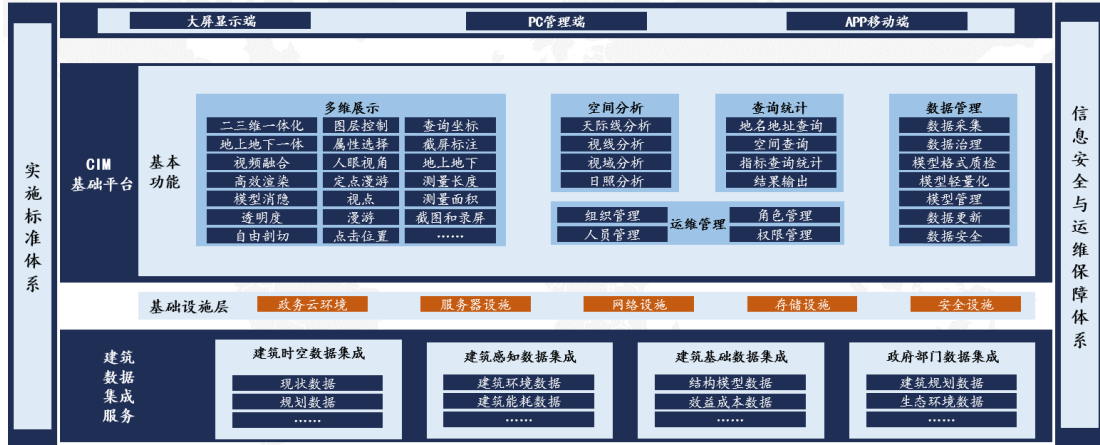 大屏显示端
PC管理端
APP移动端
实施标准体系
信息安全与运维保障体系
CIM
基础平台
基本
功能
多维展示
二三维一体化
图层控制
查询坐标
地上地下一体
属性选择
截屏标注
视频融合
人眼视角
地上地下
高效渲染
定点漫游
测量长度
模型消隐
视点
测量面积
透明度
漫游
截图和录屏
自由剖切
点击位置
……
空间分析
天际线分析
视线分析
视域分析
日照分析
查询统计
地名地址查询
空间查询
指标查询统计
结果输出
组织管理
人员管理
运维管理
角色管理
权限管理
数据管理
数据采集
数据治理
模型格式质检
模型轻量化
模型管理
数据更新
数据安全
基础设施层
政务云环境
服务器设施
网络设施
存储设施
安全设施
建筑
数据
集成
服务
建筑时空数据集成
现状数据
规划数据
……
建筑感知数据集成
建筑环境数据
建筑能耗数据
……
建筑基础数据集成
结构模型数据
效益成本数据
……
政府部门数据集成
建筑规划数据
生态环境数据
……